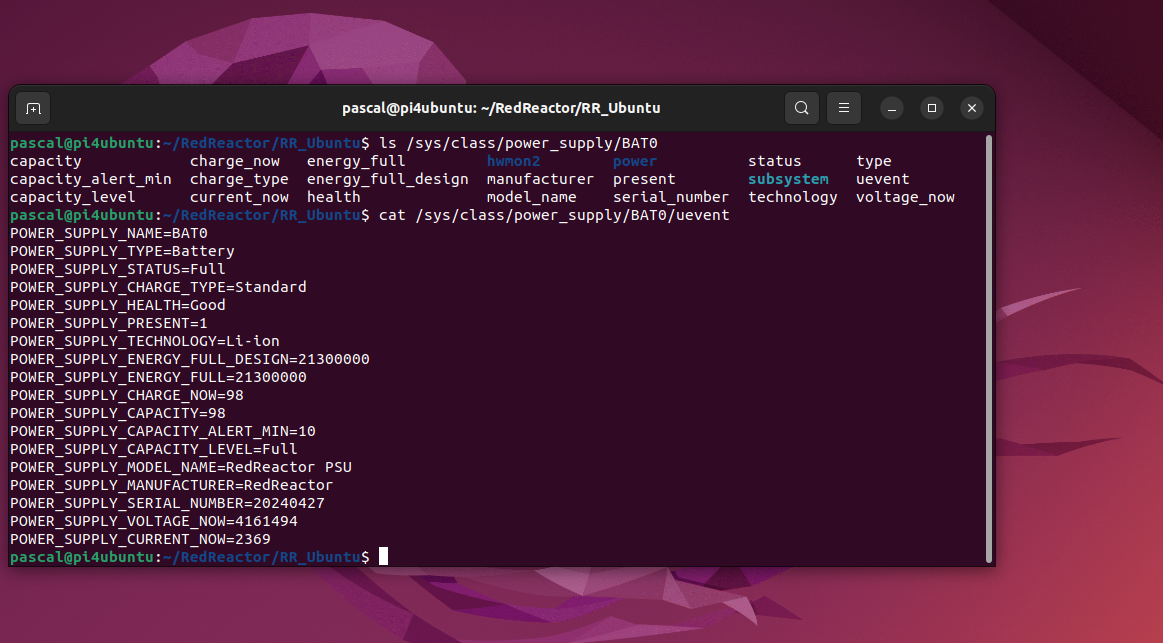 pascal@pi4ubuntu: ~/RedReactor/RR_Ubuntu
pascal@pi4ubuntu:~/RedReactor/RR_Ubuntu$ ls /sys/class/power_supply/BAT0
capacity charge_now energy_full hwmon2 power status type
capacity_alert_min charge_type energy_full_design manufacturer present subsystem uevent
capacity_level current_now health model_name serial_number technology voltage_now
pascal@pi4ubuntu:~/RedReactor/RR_Ubuntu$ cat /sys/class/power_supply/BAT0/uevent
POWER_SUPPLY_NAME=BAT0
POWER_SUPPLY_TYPE=Battery
POWER_SUPPLY_STATUS=Full
POWER_SUPPLY_CHARGE_TYPE=Standard
POWER_SUPPLY_HEALTH=Good
POWER_SUPPLY_PRESENT=1
POWER_SUPPLY_TECHNOLOGY=Li-ion
POWER_SUPPLY_ENERGY_FULL_DESIGN=21300000
POWER_SUPPLY_ENERGY_FULL=21300000
POWER_SUPPLY_CHARGE_NOW=98
POWER_SUPPLY_CAPACITY=98
POWER_SUPPLY_CAPACITY_ALERT_MIN=10
POWER_SUPPLY_CAPACITY_LEVEL=Full
POWER_SUPPLY_MODEL_NAME=RedReactor PSU
POWER_SUPPLY_MANUFACTURER=RedReactor
POWER_SUPPLY_SERIAL_NUMBER=20240427
POWER_SUPPLY_VOLTAGE_NOW=4161494
POWER_SUPPLY_CURRENT_NOW=2369
pascal@pi4ubuntu:~/RedReactor/RR_Ubuntu$